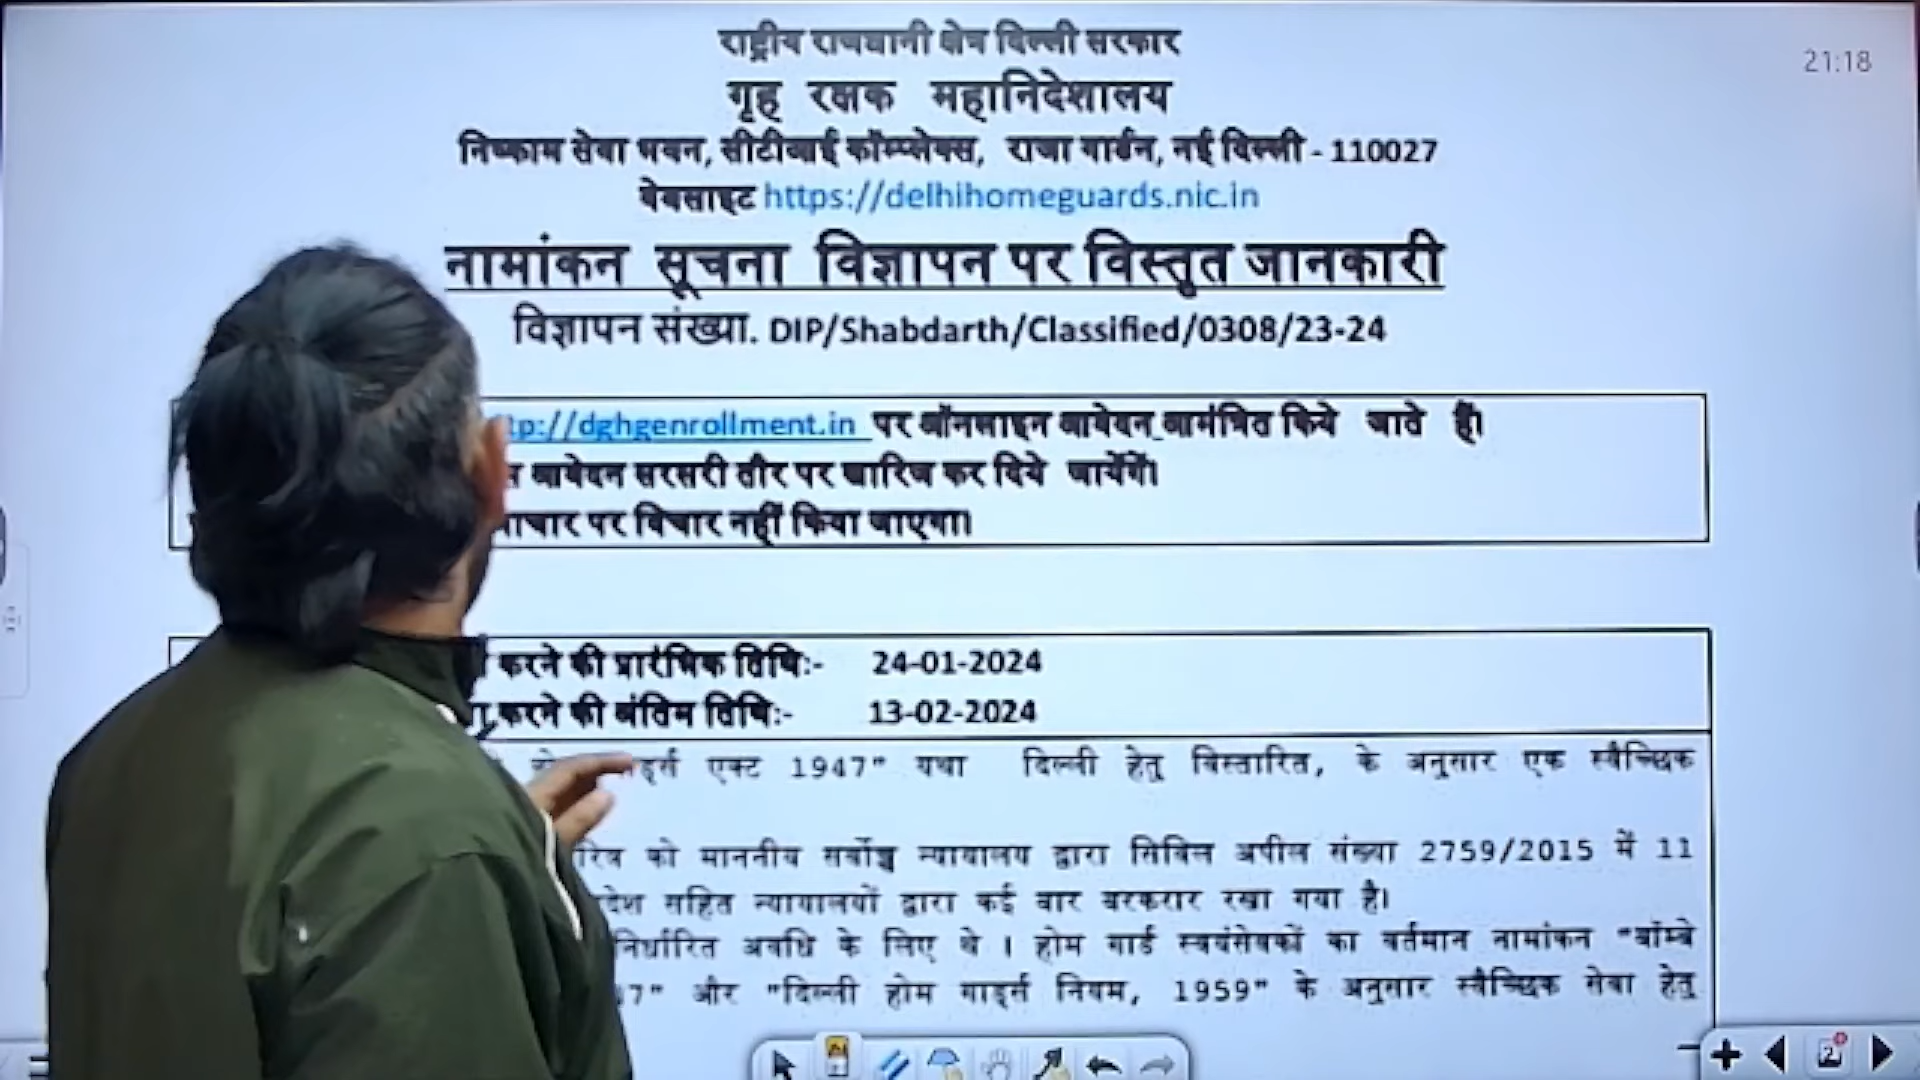 राष्ट्रीय राजधानी क्षेत्र दिल्ली सरकार
21:18
गृह रक्षक महानिदेशालय
निष्काम सेवा भवन, सीटीआई कॉम्प्लेक्स, राजा गार्डन, नई दिल्ली - 110027
वेबसाइट https://delhihomeguards.nic.in
नामांकन सूचना विज्ञापन पर विस्तृत जानकारी
विज्ञापन संख्या. DIP/Shabdarth/Classified/0308/23-24
tp://dghgenrollment.in पर ऑनलाइन आवेदन आमंत्रित किये जाते हैं।
आवेदन सरसरी तौर पर खारिज कर दिये जायेंगें।
पर विचार नहीं किया जाएगा।
करने की प्रारंभिक तिथि:- 24-01-2024
करने की अंतिम तिथि:- 13-02-2024
एक्ट 1947" यथा दिल्ली हेतु विस्तारित, के अनुसार एक स्वैच्छिक
को माननीय सर्वोच्च न्यायालय द्वारा सिविल अपील संख्या 2759/2015 में 11
सहित न्यायालयों द्वारा कई बार बरकरार रखा गया है।
निर्धारित अवधि के लिए थे । होम गार्ड स्वयंसेवकों का वर्तमान नामांकन "बॉम्बे
7" और "दिल्ली होम गार्ड्स नियम, 1959" के अनुसार स्वैच्छिक सेवा हेतु
2